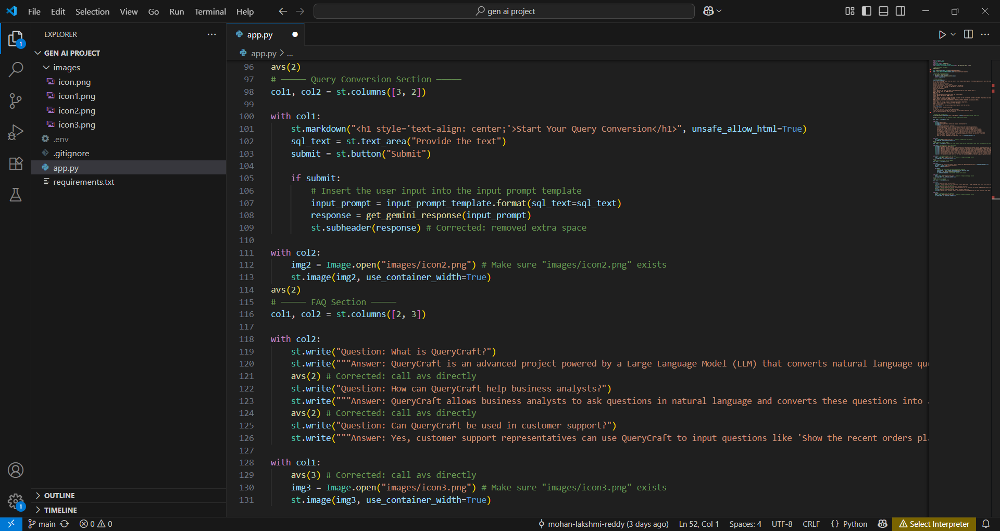 File Edit Selection View Go Run Terminal Help
gen ai project
EXPLORER
GEN AI PROJECT
images
icon.png
icon1.png
icon2.png
icon3.png
.env
.gitignore
app.py
requirements.txt
OUTLINE
TIMELINE
1
1
app.py
app.py > ...
96 avs(2)
97 # ─── Query Conversion Section ───
98 col1, col2 = st.columns([3, 2])
99
100 with col1:
101 st.markdown("<h1 style='text-align: center;'>Start Your Query Conversion</h1>", unsafe_allow_html=True)
102 sql_text = st.text_area("Provide the text")
103 submit = st.button("Submit")
104
105 if submit:
106 # Insert the user input into the input prompt template
107 input_prompt = input_prompt_template.format(sql_text=sql_text)
108 response = get_gemini_response(input_prompt)
109 st.subheader(response) # Corrected: removed extra space
110
111 with col2:
112 img2 = Image.open("images/icon2.png") # Make sure "images/icon2.png" exists
113 st.image(img2, use_container_width=True)
114 avs(2)
115 # ─── FAQ Section ───
116 col1, col2 = st.columns([2, 3])
117
118 with col2:
119 st.write("Question: What is QueryCraft?")
120 st.write("""Answer: QueryCraft is an advanced project powered by a Large Language Model (LLM) that converts natural language qu
121 avs(2) # Corrected: call avs directly
122 st.write("Question: How can QueryCraft help business analysts?")
123 st.write("""Answer: QueryCraft allows business analysts to ask questions in natural language and converts these questions into
124 avs(2) # Corrected: call avs directly
125 st.write("Question: Can QueryCraft be used in customer support?")
126 st.write("""Answer: Yes, customer support representatives can use QueryCraft to input questions like 'Show the recent orders pl
127
128 with col1:
129 avs(3) # Corrected: call avs directly
130 img3 = Image.open("images/icon3.png") # Make sure "images/icon3.png" exists
131 st.image(img3, use_container_width=True)
main 0 0 mohan-lakshmi-reddy (3 days ago) Ln 52, Col 1 Spaces: 4 UTF-8 CRLF {} Python Select Interpreter